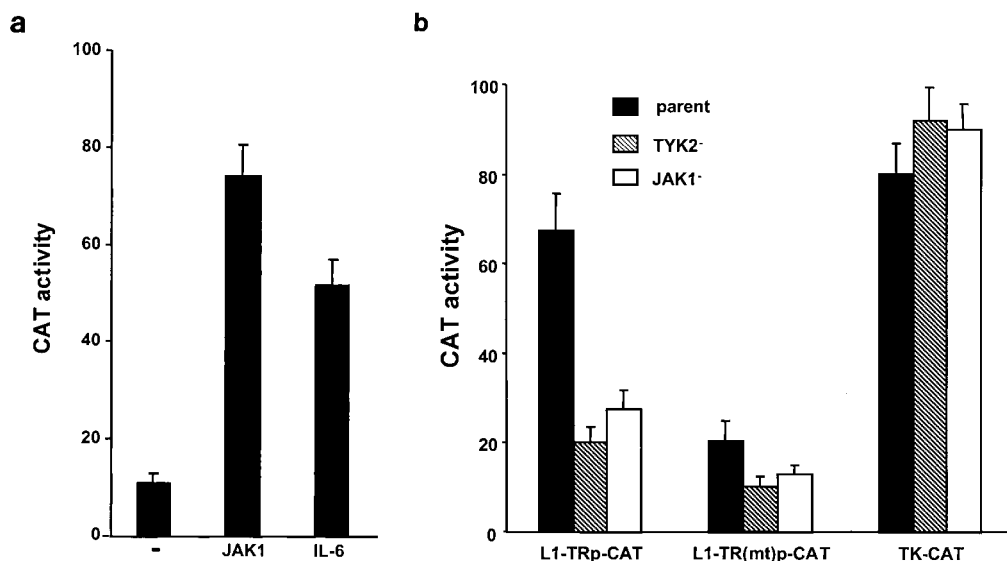 a
100
80
60
40
20
0
CAT activity
- JAK1 IL-6
b
100
80
60
40
20
0
CAT activity
parent
TYK2-
JAK1-
L1-TRp-CAT L1-TR(mt)p-CAT TK-CAT